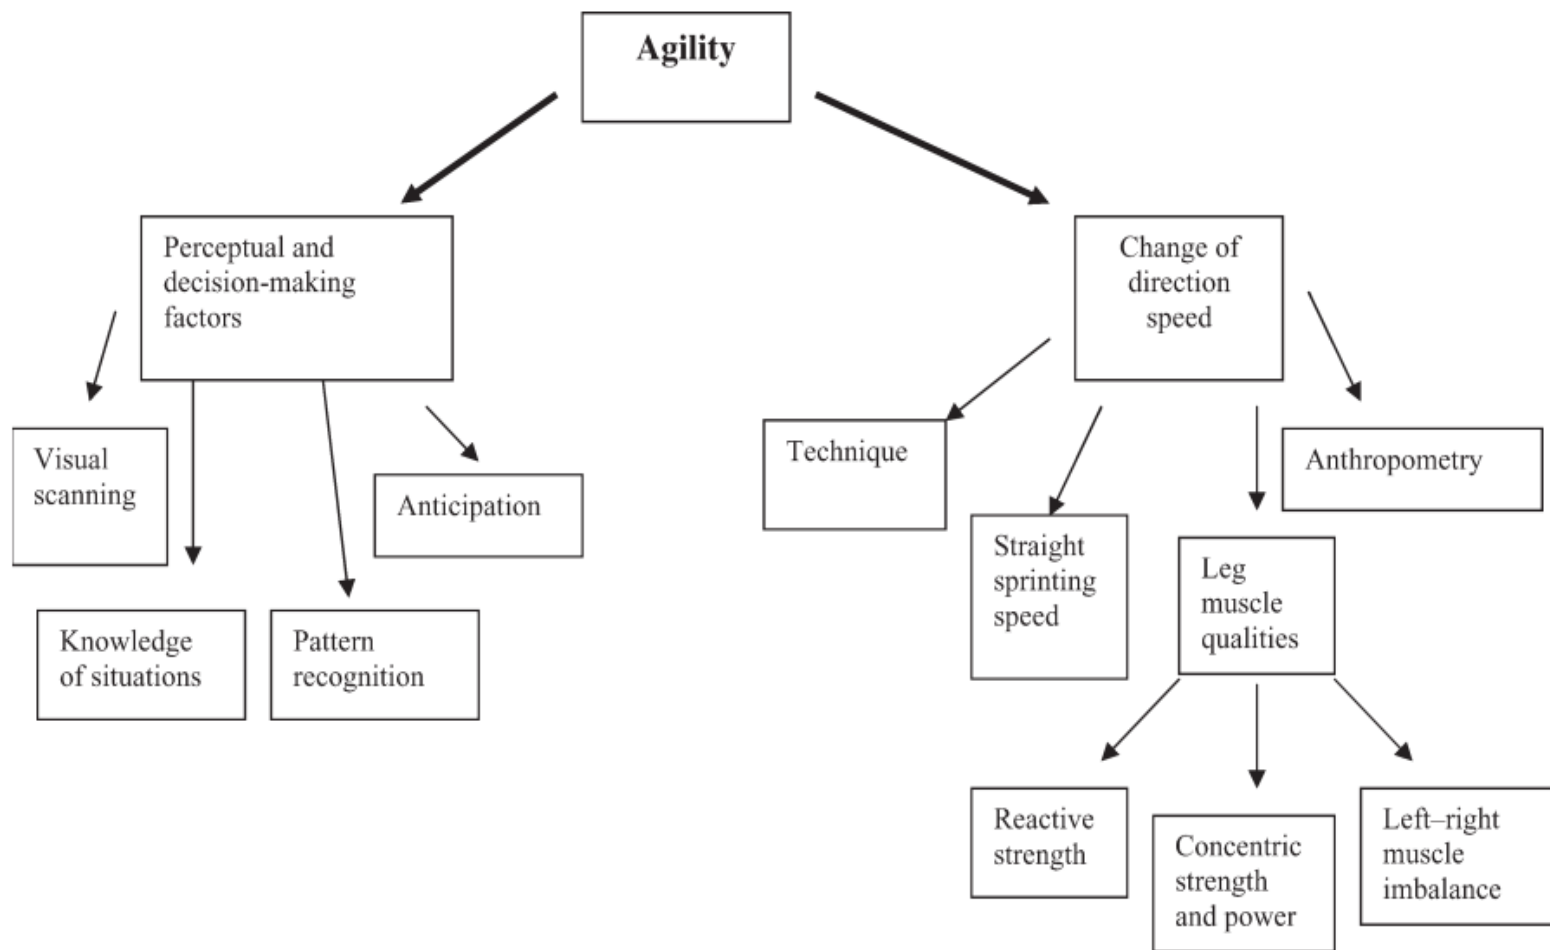 Agility
Perceptual and
decision-making
factors
Change of
direction
speed
Visual
scanning
Anticipation
Technique
Anthropometry
Knowledge
of situations
Pattern
recognition
Straight
sprinting
speed
Leg
muscle
qualities
Reactive
strength
Concentric
strength
and power
Left–right
muscle
imbalance